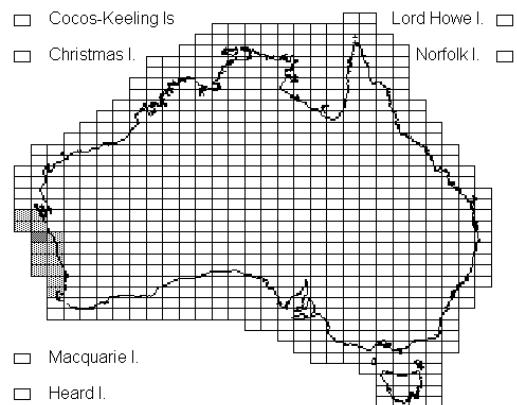 Cocos-Keeling Is
Lord Howe I.
Christmas I.
Norfolk I.
Macquarie I.
Heard I.